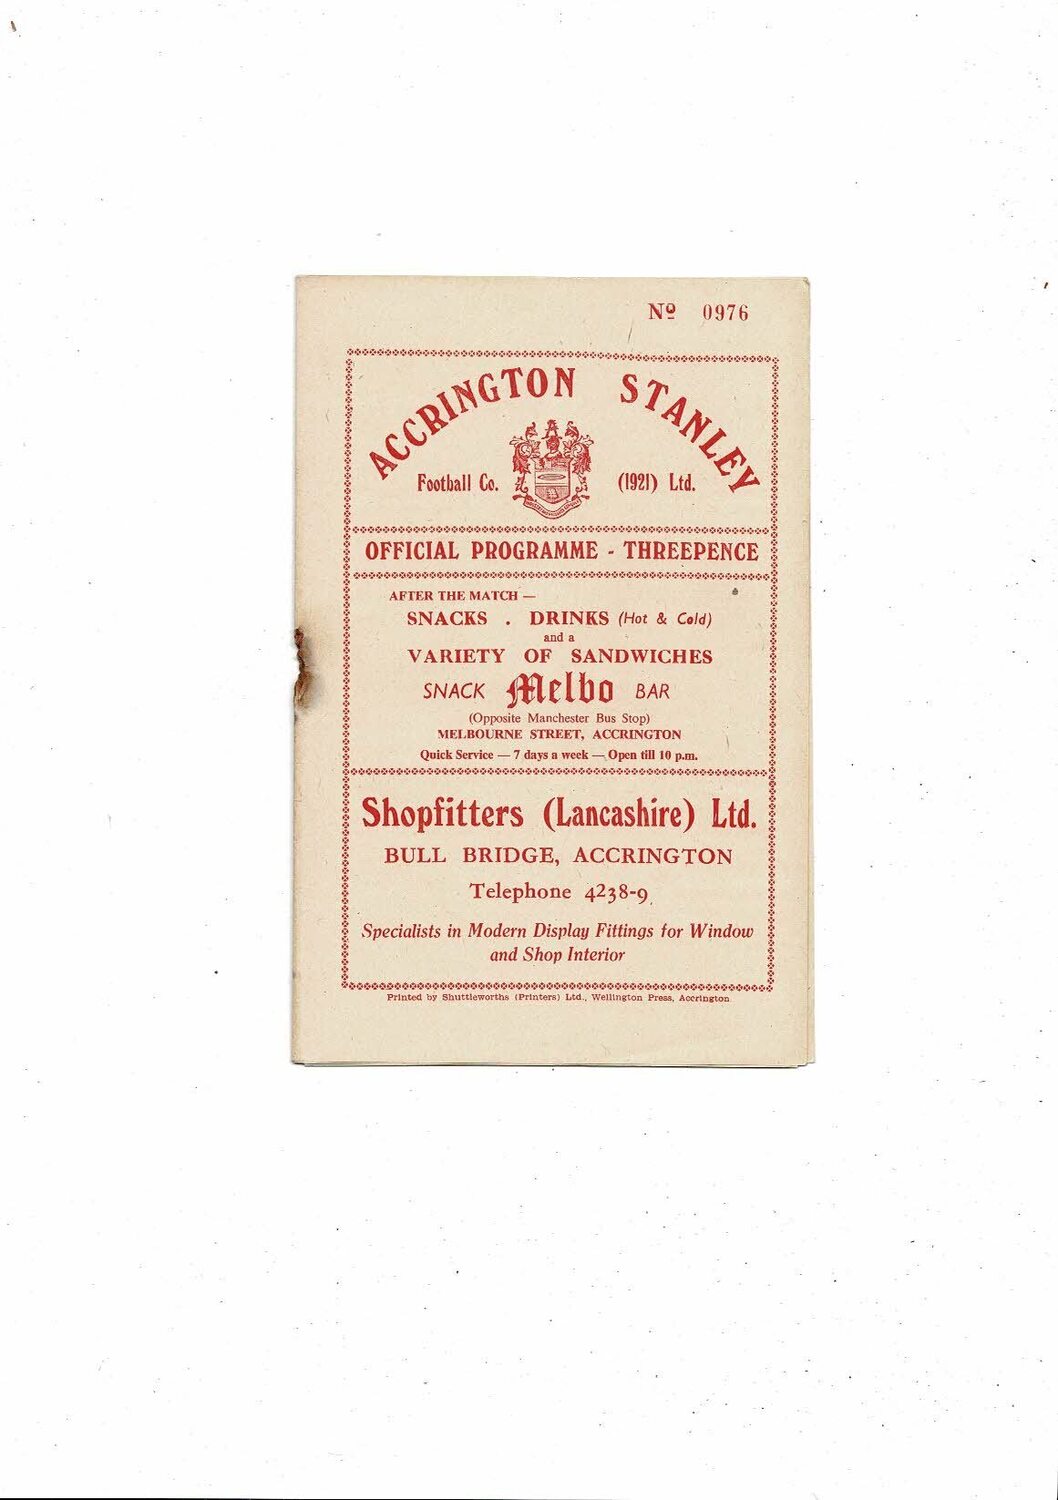 Nº 0976
ACCRINGTON STANLEY
Football Co. (1921) Ltd.
OFFICIAL PROGRAMME - THREEPENCE
AFTER THE MATCH —
SNACKS . DRINKS (Hot & Cold)
and a
VARIETY OF SANDWICHES
SNACK Melbo BAR
(Opposite Manchester Bus Stop)
MELBOURNE STREET, ACCRINGTON
Quick Service — 7 days a week — Open till 10 p.m.
Shopfitters (Lancashire) Ltd.
BULL BRIDGE, ACCRINGTON
Telephone 4238-9
Specialists in Modern Display Fittings for Window
and Shop Interior
Printed by Shuttleworths (Printers) Ltd., Wellington Press, Accrington